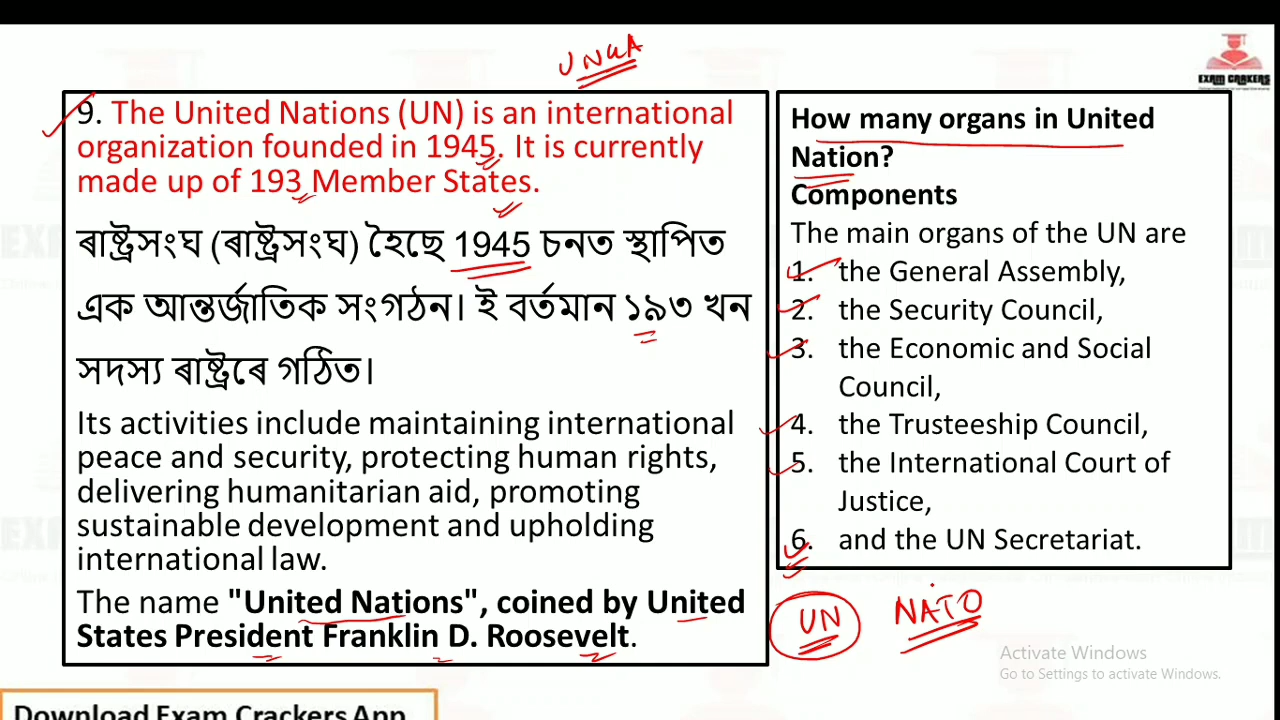 UNGA
EXAM CRAKERS
9. The United Nations (UN) is an international
organization founded in 1945. It is currently
made up of 193 Member States.
ৰাষ্ট্ৰসংঘ (ৰাষ্ট্ৰসংঘ) হৈছে 1945 চনত স্থাপিত
এক আন্তৰ্জাতিক সংগঠন। ই বৰ্তমান ১৯৩ খন
সদস্য ৰাষ্ট্ৰৰে গঠিত।
Its activities include maintaining international
peace and security, protecting human rights,
delivering humanitarian aid, promoting
sustainable development and upholding
international law.
The name "United Nations", coined by United
States President Franklin D. Roosevelt.
How many organs in United
Nation?
Components
The main organs of the UN are
1. the General Assembly,
2. the Security Council,
3. the Economic and Social
Council,
4. the Trusteeship Council,
5. the International Court of
Justice,
6. and the UN Secretariat.
UN NATO
Activate Windows
Go to Settings to activate Windows.
Download Exam Crackers App